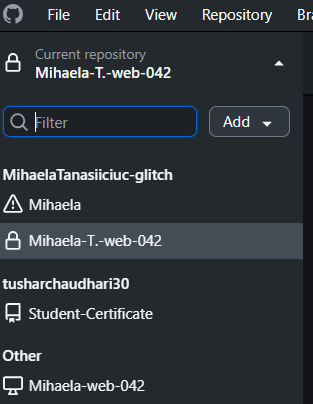 File Edit View Repository Bra
Current repository
Mihaela-T.-web-042
Filter
Add
MihaelaTanasiiciuc-glitch
Mihaela
Mihaela-T.-web-042
tusharchaudhari30
Student-Certificate
Other
Mihaela-web-042